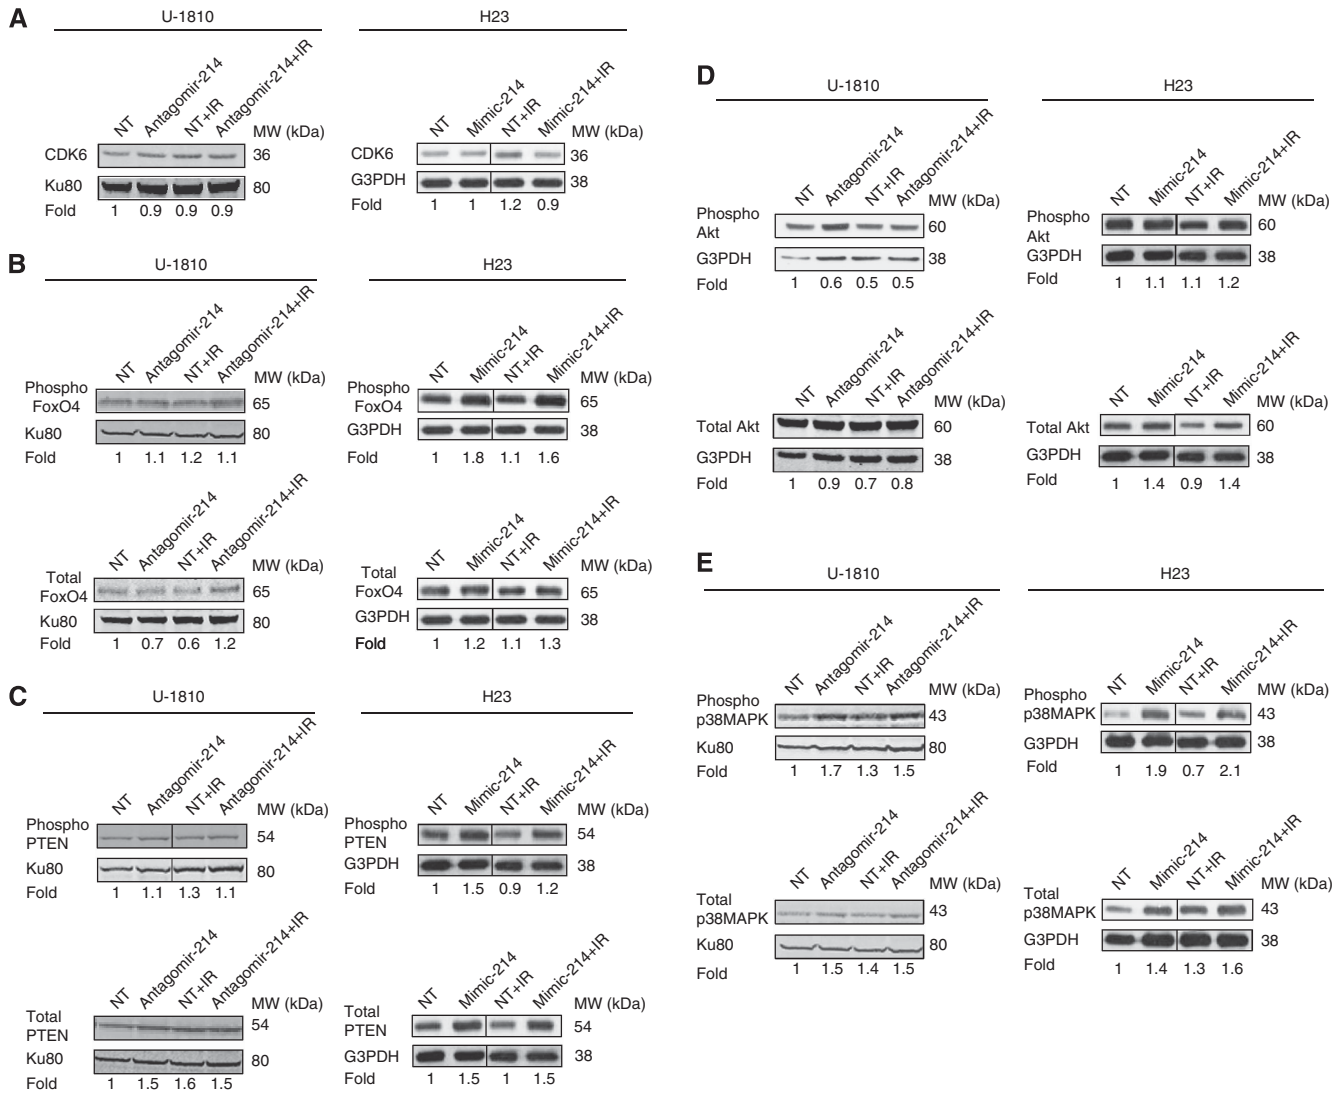 A
U-1810
H23
NT
Antagomir-214
NT+IR
Antagomir-214+IR
MW (kDa)
CDK6
36
Ku80
80
Fold 1 0.9 0.9 0.9
NT
Mimic-214
NT+IR
Mimic-214+IR
MW (kDa)
CDK6
36
G3PDH
38
Fold 1 1 1.2 0.9
B
U-1810
H23
NT
Antagomir-214
NT+IR
Antagomir-214+IR
MW (kDa)
Phospho
FoxO4
65
Ku80
80
Fold 1 1.1 1.2 1.1
NT
Mimic-214
NT+IR
Mimic-214+IR
MW (kDa)
Phospho
FoxO4
65
G3PDH
38
Fold 1 1.8 1.1 1.6
NT
Antagomir-214
NT+IR
Antagomir-214+IR
MW (kDa)
Total
FoxO4
65
Ku80
80
Fold 1 0.7 0.6 1.2
NT
Mimic-214
NT+IR
Mimic-214+IR
MW (kDa)
Total
FoxO4
65
G3PDH
38
Fold 1 1.2 1.1 1.3
C
U-1810
H23
NT
Antagomir-214
NT+IR
Antagomir-214+IR
MW (kDa)
Phospho
PTEN
54
Ku80
80
Fold 1 1.1 1.3 1.1
NT
Mimic-214
NT+IR
Mimic-214+IR
MW (kDa)
Phospho
PTEN
54
G3PDH
38
Fold 1 1.5 0.9 1.2
NT
Antagomir-214
NT+IR
Antagomir-214+IR
MW (kDa)
Total
PTEN
54
Ku80
80
Fold 1 1.5 1.6 1.5
NT
Mimic-214
NT+IR
Mimic-214+IR
MW (kDa)
Total
PTEN
54
G3PDH
38
Fold 1 1.5 1 1.5
D
U-1810
H23
NT
Antagomir-214
NT+IR
Antagomir-214+IR
MW (kDa)
Phospho
Akt
60
G3PDH
38
Fold 1 0.6 0.5 0.5
NT
Mimic-214
NT+IR
Mimic-214+IR
MW (kDa)
Phospho
Akt
60
G3PDH
38
Fold 1 1.1 1.1 1.2
NT
Antagomir-214
NT+IR
Antagomir-214+IR
MW (kDa)
Total Akt
60
G3PDH
38
Fold 1 0.9 0.7 0.8
NT
Mimic-214
NT+IR
Mimic-214+IR
MW (kDa)
Total Akt
60
G3PDH
38
Fold 1 1.4 0.9 1.4
E
U-1810
H23
NT
Antagomir-214
NT+IR
Antagomir-214+IR
MW (kDa)
Phospho
p38MAPK
43
Ku80
80
Fold 1 1.7 1.3 1.5
NT
Mimic-214
NT+IR
Mimic-214+IR
MW (kDa)
Phospho
p38MAPK
43
G3PDH
38
Fold 1 1.9 0.7 2.1
NT
Antagomir-214
NT+IR
Antagomir-214+IR
MW (kDa)
Total
p38MAPK
43
Ku80
80
Fold 1 1.5 1.4 1.5
NT
Mimic-214
NT+IR
Mimic-214+IR
MW (kDa)
Total
p38MAPK
43
G3PDH
38
Fold 1 1.4 1.3 1.6